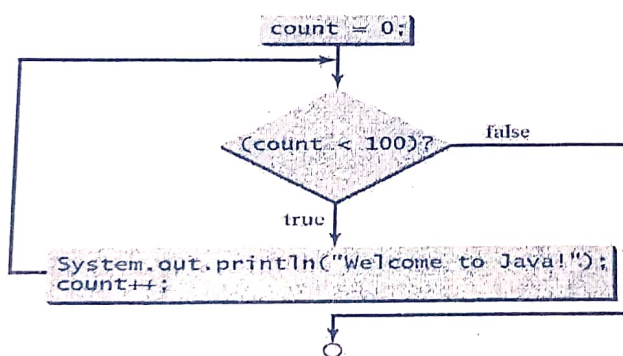 count = 0;
(count < 100)?
false
true
System.out.println("Welcome to Java!");
count++;